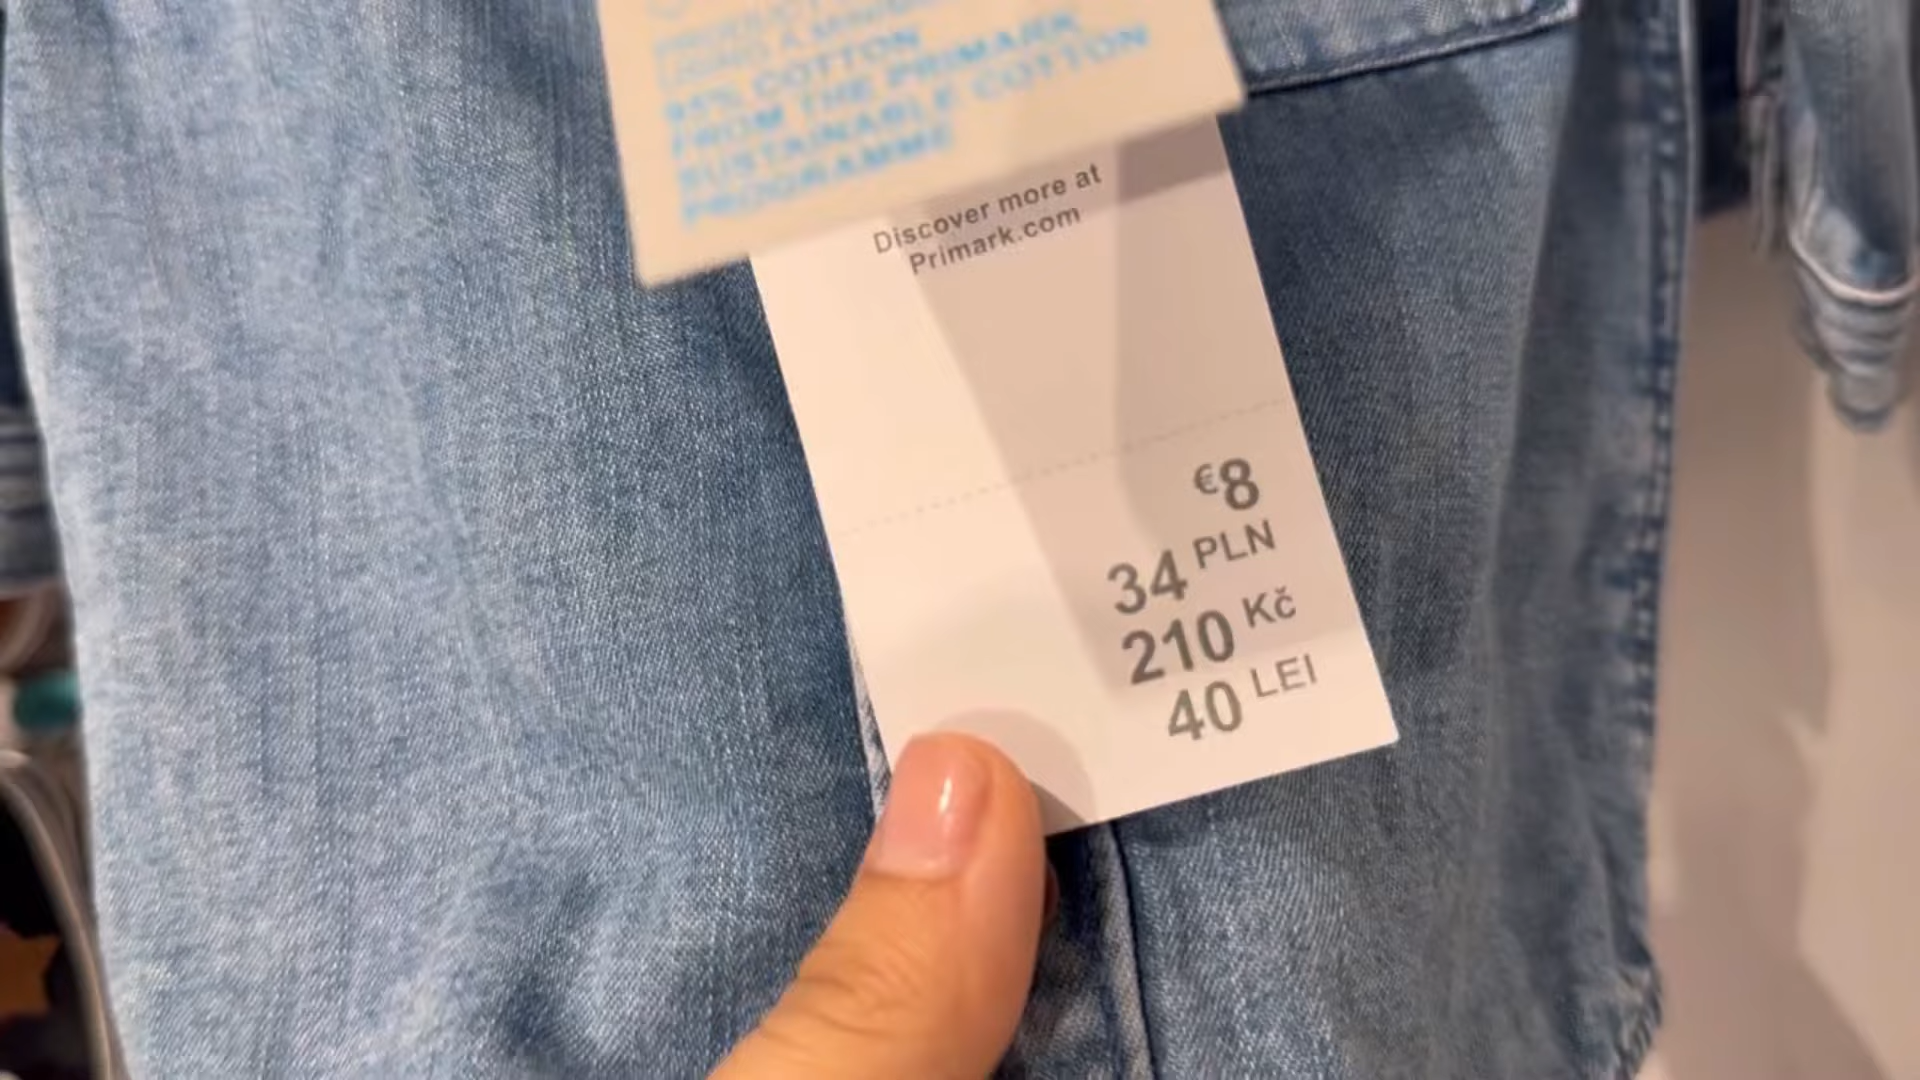 95% COTTON
FROM THE PRIMARK
SUSTAINABLE COTTON
PROGRAMME
Discover more at
Primark.com
€8
34 PLN
210 Kč
40 LEI